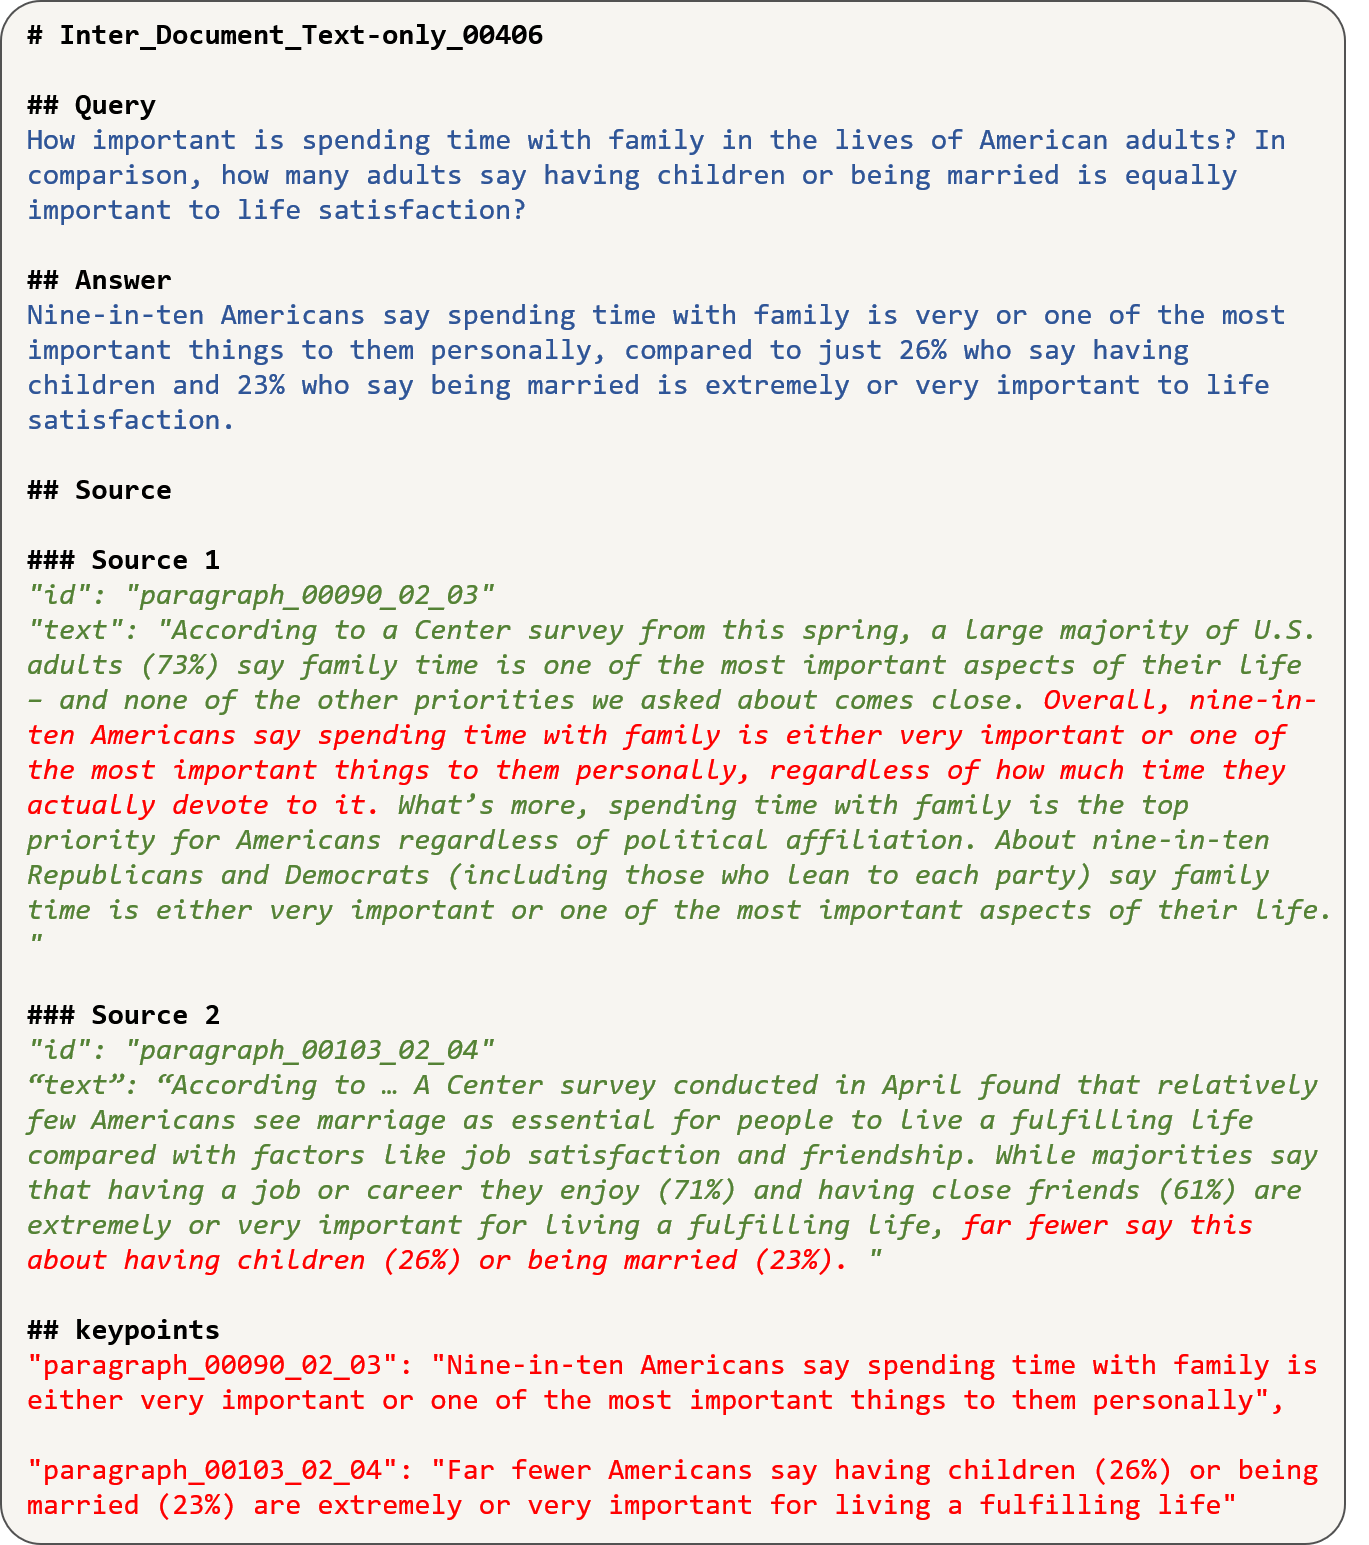 # Inter_Document_Text-only_00406
## Query
How important is spending time with family in the lives of American adults? In
comparison, how many adults say having children or being married is equally
important to life satisfaction?
## Answer
Nine-in-ten Americans say spending time with family is very or one of the most
important things to them personally, compared to just 26% who say having
children and 23% who say being married is extremely or very important to life
satisfaction.
## Source
### Source 1
"id": "paragraph_00090_02_03"
"text": "According to a Center survey from this spring, a large majority of U.S.
adults (73%) say family time is one of the most important aspects of their life
– and none of the other priorities we asked about comes close. Overall, nine-in-
ten Americans say spending time with family is either very important or one of
the most important things to them personally, regardless of how much time they
actually devote to it. What’s more, spending time with family is the top
priority for Americans regardless of political affiliation. About nine-in-ten
Republicans and Democrats (including those who lean to each party) say family
time is either very important or one of the most important aspects of their life.
"
### Source 2
"id": "paragraph_00103_02_04"
“text”: “According to … A Center survey conducted in April found that relatively
few Americans see marriage as essential for people to live a fulfilling life
compared with factors like job satisfaction and friendship. While majorities say
that having a job or career they enjoy (71%) and having close friends (61%) are
extremely or very important for living a fulfilling life, far fewer say this
about having children (26%) or being married (23%). "
## keypoints
"paragraph_00090_02_03": "Nine-in-ten Americans say spending time with family is
either very important or one of the most important things to them personally",
"paragraph_00103_02_04": "Far fewer Americans say having children (26%) or being
married (23%) are extremely or very important for living a fulfilling life"